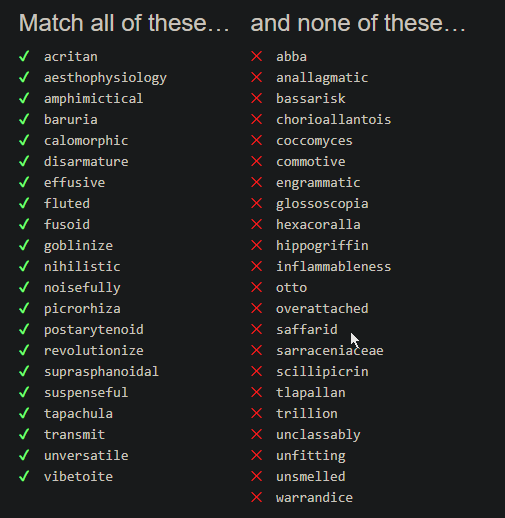 Match all of these…
✓ acritan
✓ aesthophysiology
✓ amphimictical
✓ baruria
✓ calomorphic
✓ disarmature
✓ effusive
✓ fluted
✓ fusoid
✓ goblinize
✓ nihilistic
✓ noisefully
✓ picrorhiza
✓ postarytenoid
✓ revolutionize
✓ suprasphanoidal
✓ suspenseful
✓ tapachula
✓ transmit
✓ unversatile
✓ vibetoite
and none of these…
✗ abba
✗ anallagmatic
✗ bassarisk
✗ chorioallantois
✗ coccomyces
✗ commotive
✗ engrammatic
✗ glossoscopia
✗ hexacoralla
✗ hippogriffin
✗ inflammableness
✗ otto
✗ overattached
✗ saffarid
✗ sarraceniaceae
✗ scillipicrin
✗ tlapallan
✗ trillion
✗ unclassably
✗ unfitting
✗ unsmelled
✗ warrandice